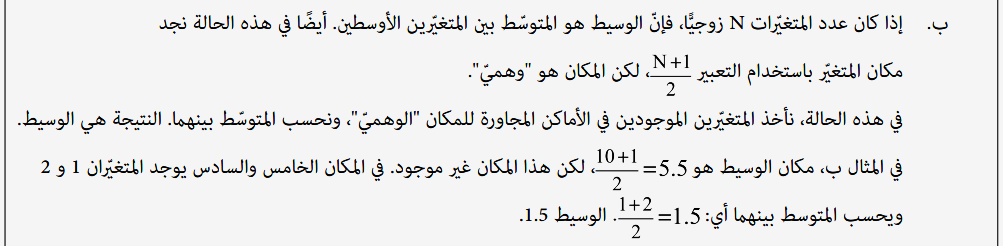 ب. إذا كان عدد المتغيّرات N زوجيًّا، فإنّ الوسيط هو المتوسّط بين المتغيّرين الأوسطين. أيضًا في هذه الحالة نجد
مكان المتغيّر باستخدام التعبير \frac{N+1}{2}، لكن المكان هو "وهميّ".
في هذه الحالة، نأخذ المتغيّرين الموجودين في الأماكن المجاورة للمكان "الوهميّ"، ونحسب المتوسّط بينهما. النتيجة هي الوسيط.
في المثال ب، مكان الوسيط هو \frac{10+1}{2}=5.5، لكن هذا المكان غير موجود. في المكان الخامس والسادس يوجد المتغيّران 1 و 2
ويحسب المتوسط بينهما أي: \frac{1+2}{2}=1.5. الوسيط 1.5.